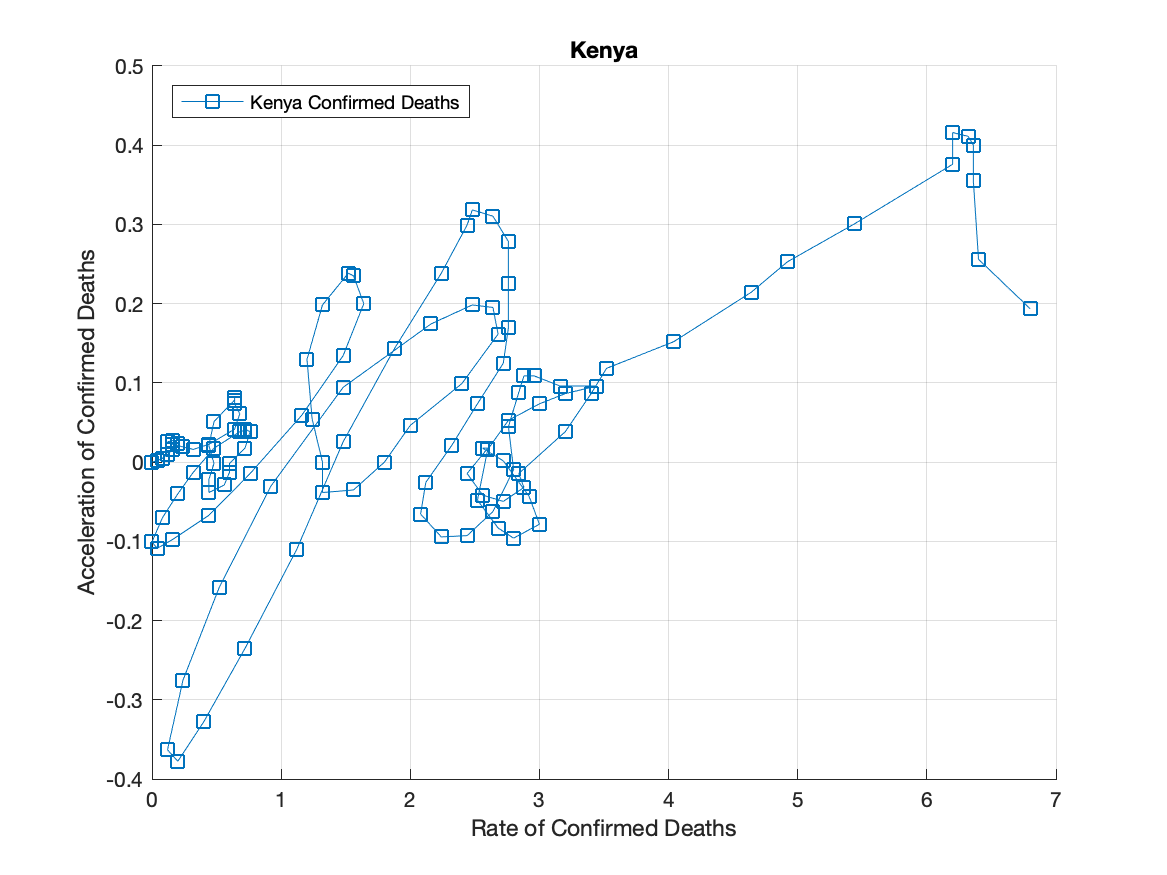 Kenya
Kenya Confirmed Deaths
0.5
0.4
0.3
0.2
0.1
0
-0.1
-0.2
-0.3
-0.4
Acceleration of Confirmed Deaths
0 1 2 3 4 5 6 7
Rate of Confirmed Deaths